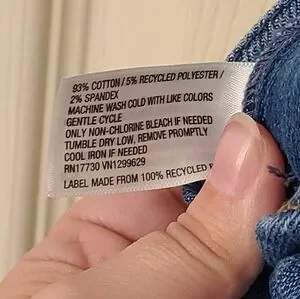 93% COTTON / 5% RECYCLED POLYESTER /
2% SPANDEX
MACHINE WASH COLD WITH LIKE COLORS
GENTLE CYCLE
ONLY NON-CHLORINE BLEACH IF NEEDED
TUMBLE DRY LOW, REMOVE PROMPTLY
COOL IRON IF NEEDED
RN17730 VN1299629
LABEL MADE FROM 100% RECYCLED